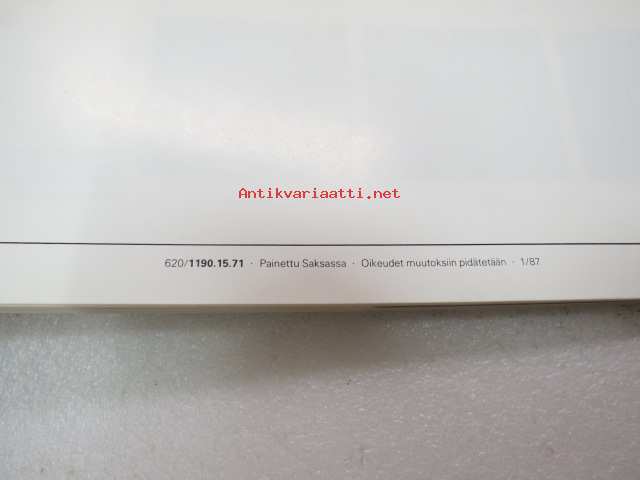 Antikvariaatti.net
620/1190.15.71 · Painettu Saksassa · Oikeudet muutoksiin pidätetään · 1/87